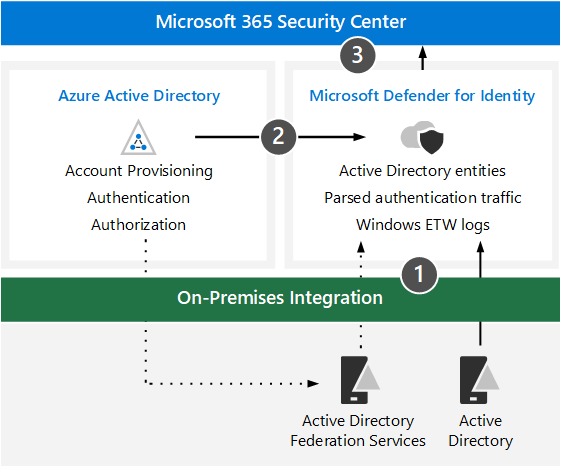 Microsoft 365 Security Center
3
Azure Active Directory
Microsoft Defender for Identity
2
Account Provisioning
Authentication
Authorization
Active Directory entities
Parsed authentication traffic
Windows ETW logs
1
On-Premises Integration
Active Directory
Federation Services
Active
Directory